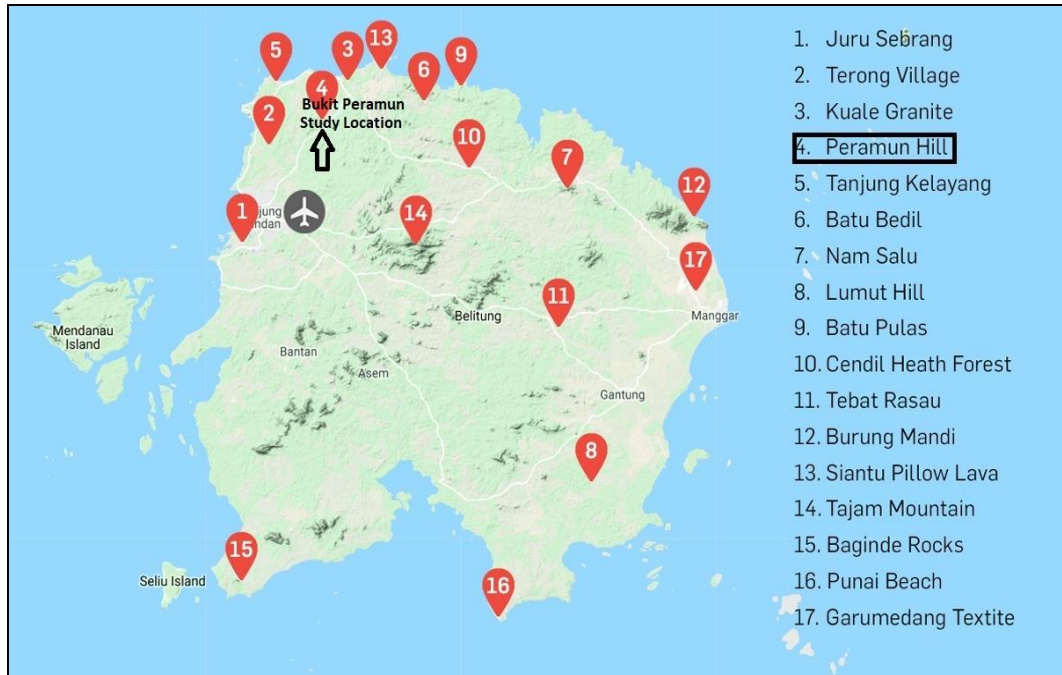 5
3
13
6
9
4
2
Bukit Peramun
Study Location
10
7
12
1
14
17
11
Belitung
Manggar
Mendanau
Island
Bantan
Asem
Gantung
8
15
Seliu Island
16
1. Juru Sebrang
2. Terong Village
3. Kuale Granite
4. Peramun Hill
5. Tanjung Kelayang
6. Batu Bedil
7. Nam Salu
8. Lumut Hill
9. Batu Pulas
10. Cendil Heath Forest
11. Tebat Rasau
12. Burung Mandi
13. Siantu Pillow Lava
14. Tajam Mountain
15. Baginde Rocks
16. Punai Beach
17. Garumedang Textite